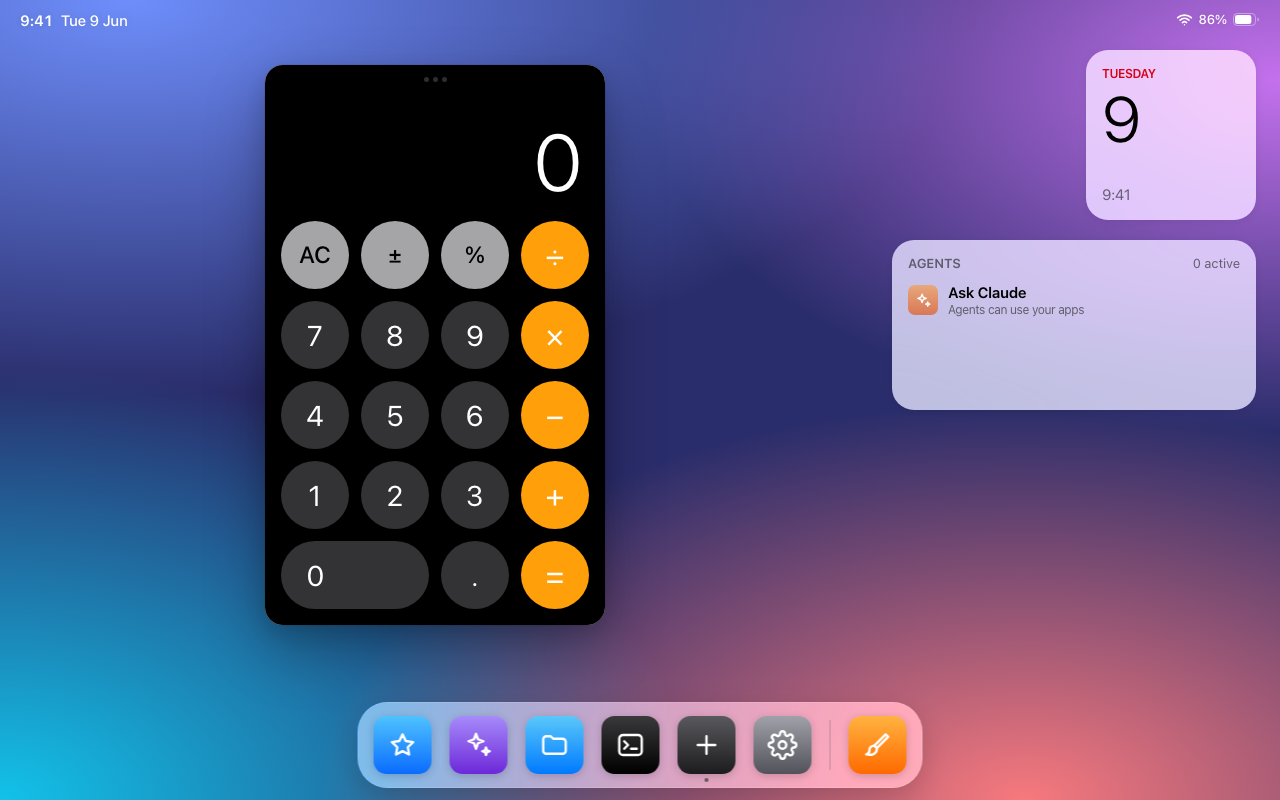 9:41 Tue 9 Jun
86%
TUESDAY
9
9:41
AGENTS 0 active
Ask Claude
Agents can use your apps
0
AC ± % ÷
7 8 9 ×
4 5 6 −
1 2 3 +
0 . =